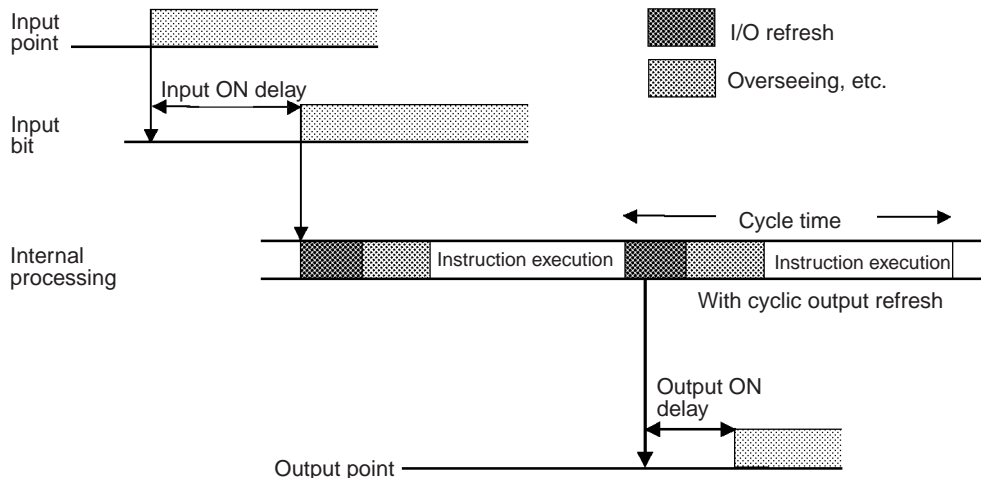 Input
point
I/O refresh
Overseeing, etc.
Input ON delay
Input
bit
Cycle time
Internal
processing
Instruction execution
Instruction execution
With cyclic output refresh
Output ON
delay
Output point